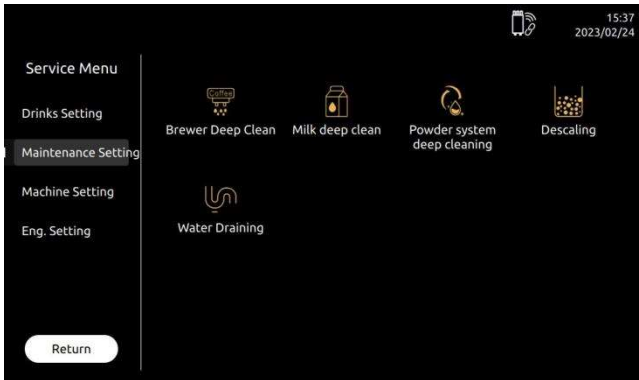 15:37
2023/02/24
Service Menu
Drinks Setting
Maintenance Setting
Machine Setting
Eng. Setting
Return
Coffee
Brewer Deep Clean
Milk deep clean
Powder system
deep cleaning
Descaling
Water Draining